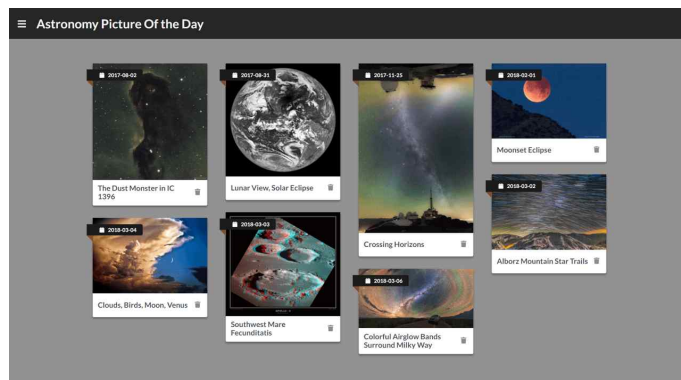 Astronomy Picture Of the Day
2017-08-02
The Dust Monster in IC
1396
2017-08-31
Lunar View, Solar Eclipse
2017-11-25
Crossing Horizons
2018-02-01
Moonset Eclipse
2018-03-02
Alborz Mountain Star Trails
2018-03-04
Clouds, Birds, Moon, Venus
2018-03-03
Southwest Mare
Fecunditatis
2018-03-06
Colorful Airglow Bands
Surround Milky Way